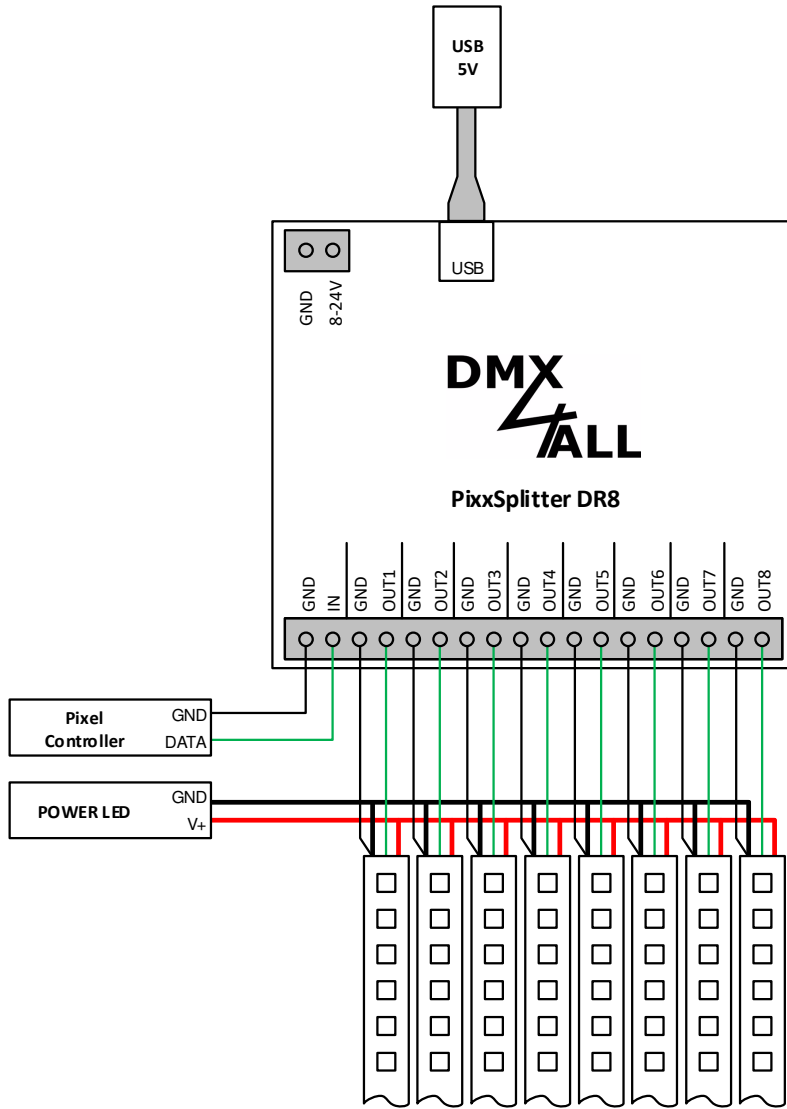 USB
5V
USB
GND
8-24V
DMX
4
ALL
PixxSplitter DR8
GND
IN
GND
OUT1
GND
OUT2
GND
OUT3
GND
OUT4
GND
OUT5
GND
OUT6
GND
OUT7
GND
OUT8
Pixel
Controller
GND
DATA
POWER LED
GND
V+